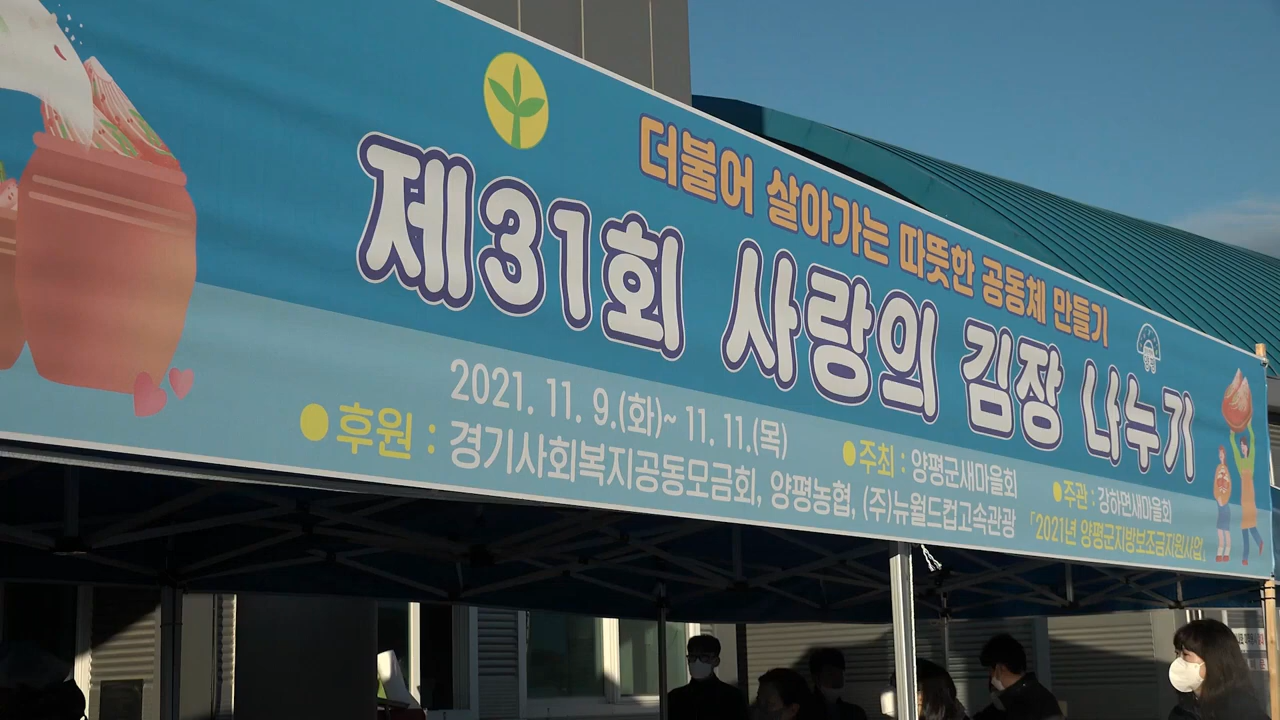 더불어 살아가는 따뜻한 공동체 만들기
제31회 사랑의 김장 나누기
2021. 11. 9.(화)~ 11. 11.(목)
후원 : 경기사회복지공동모금회, 양평농협, (주)뉴월드컵고속관광
주최 : 양평군새마을회
주관 : 강하면새마을회
「2021년 양평군지방보조금지원사업」